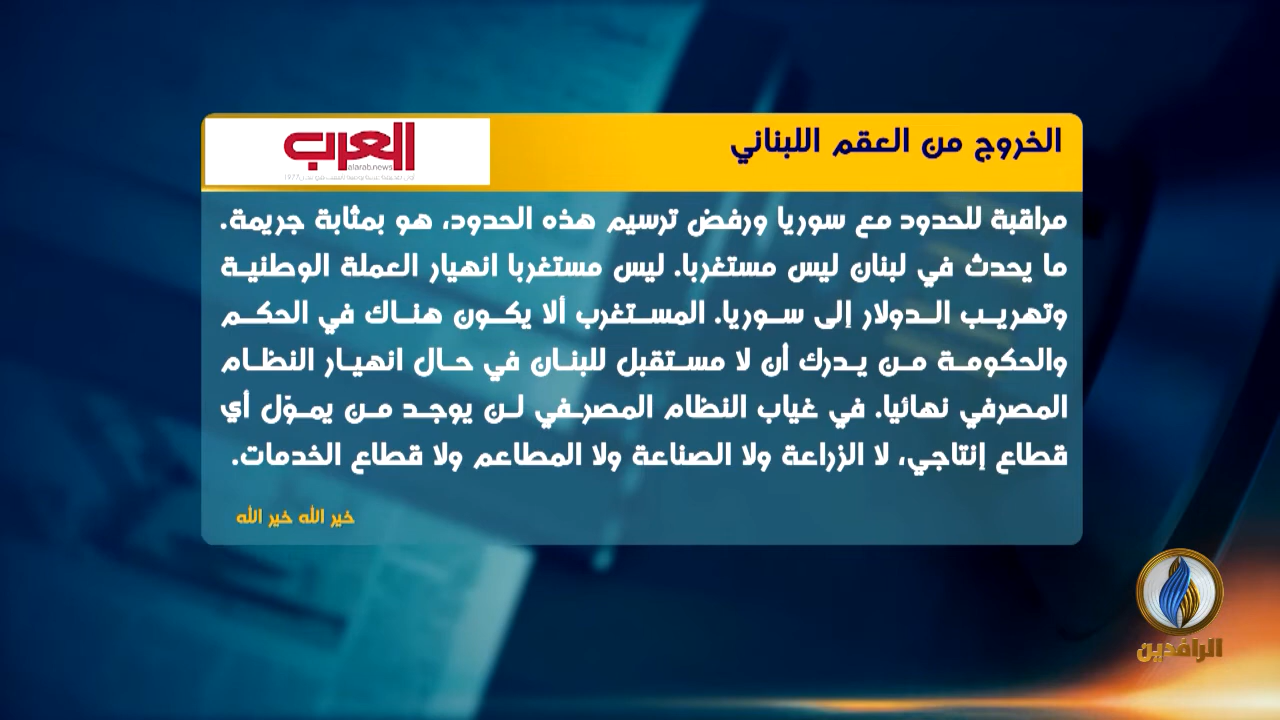 الخروج من العقم اللبناني
العرب
alarab.news
مراقبة للحدود مع سوريا ورفض ترسيم هذه الحدود، هو بمثابة جريمة.
ما يحدث في لبنان ليس مستغربا. ليس مستغربا انهيار العملة الوطنية
وتهريب الدولار إلى سوريا. المستغرب ألا يكون هناك في الحكم
والحكومة من يدرك أن لا مستقبل للبنان في حال انهيار النظام
المصرفي نهائيا. في غياب النظام المصرفي لن يوجد من يموّل أي
قطاع إنتاجي، لا الزراعة ولا الصناعة ولا المطاعم ولا قطاع الخدمات.
خير الله خير الله
الرافدين